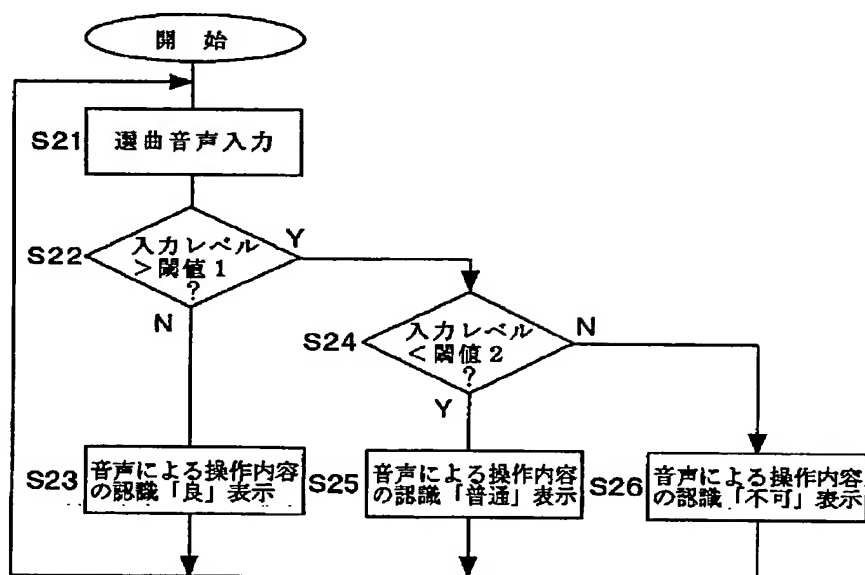 開始
S21
選曲音声入力
S22
入力レベル
＞閾値1
?
Y
N
S24
入力レベル
＜閾値2
?
N
Y
S23
音声による操作内容
の認識「良」表示
S25
音声による操作内容
の認識「普通」表示
S26
音声による操作内容
の認識「不可」表示